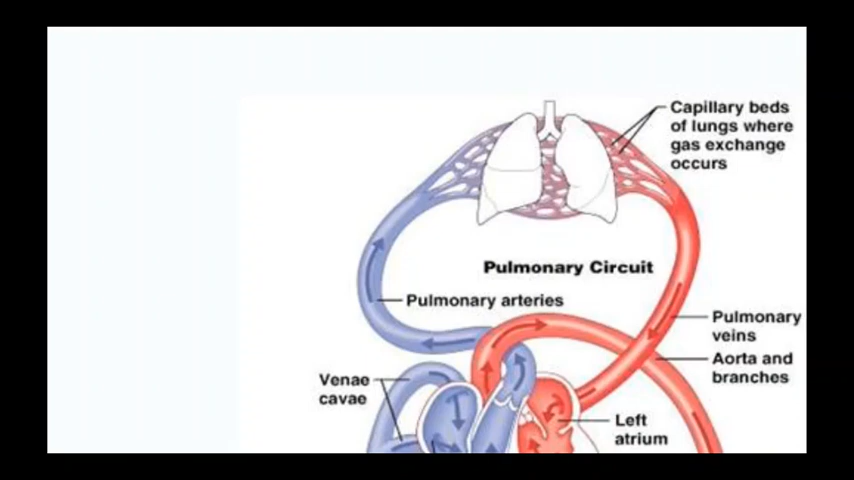 Capillary beds
of lungs where
gas exchange
occurs
Pulmonary Circuit
Pulmonary arteries
Pulmonary
veins
Aorta and
branches
Venae
cavae
Left
atrium